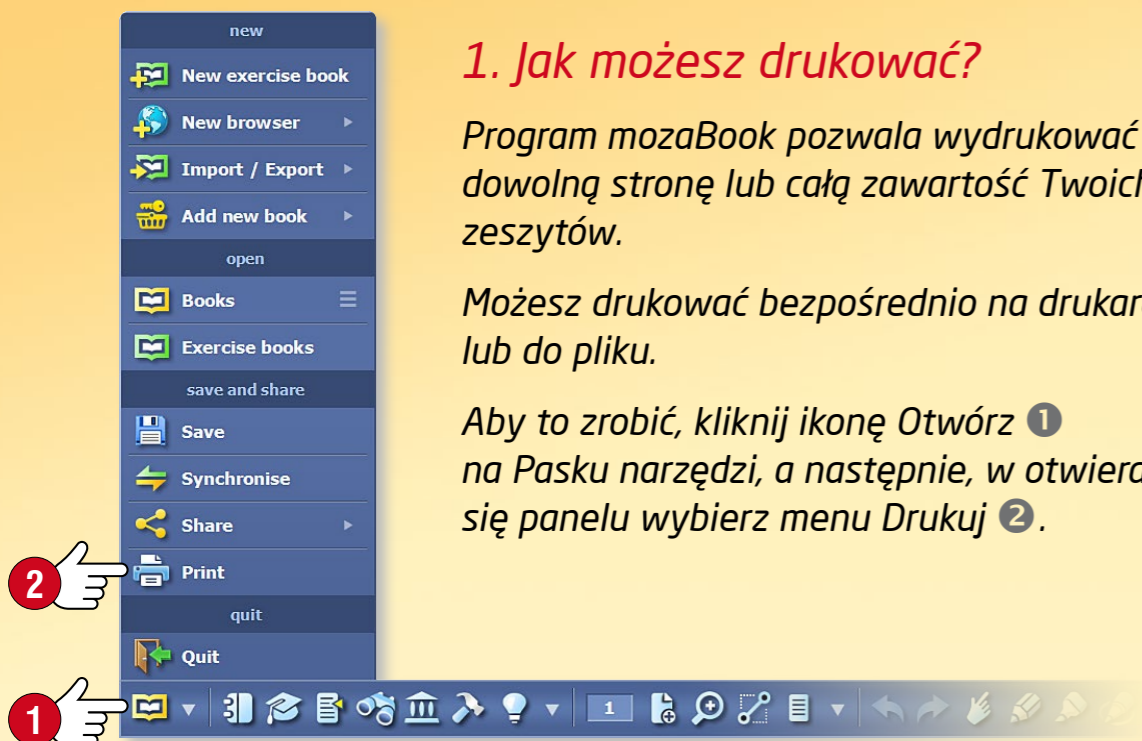 new
New exercise book
New browser
Import / Export
Add new book
open
Books
Exercise books
save and share
Save
Synchronise
Share
Print
quit
Quit
2
1
1
1. Jak możesz drukować?
Program mozaBook pozwala wydrukować
dowolną stronę lub całą zawartość
zeszytów.
Możesz drukować bezpośrednio na
lub do pliku.
Aby to zrobić, kliknij ikonę Otwórz ❶
na Pasku narzędzi, a następnie, w
się panelu wybierz menu Drukuj ❷.